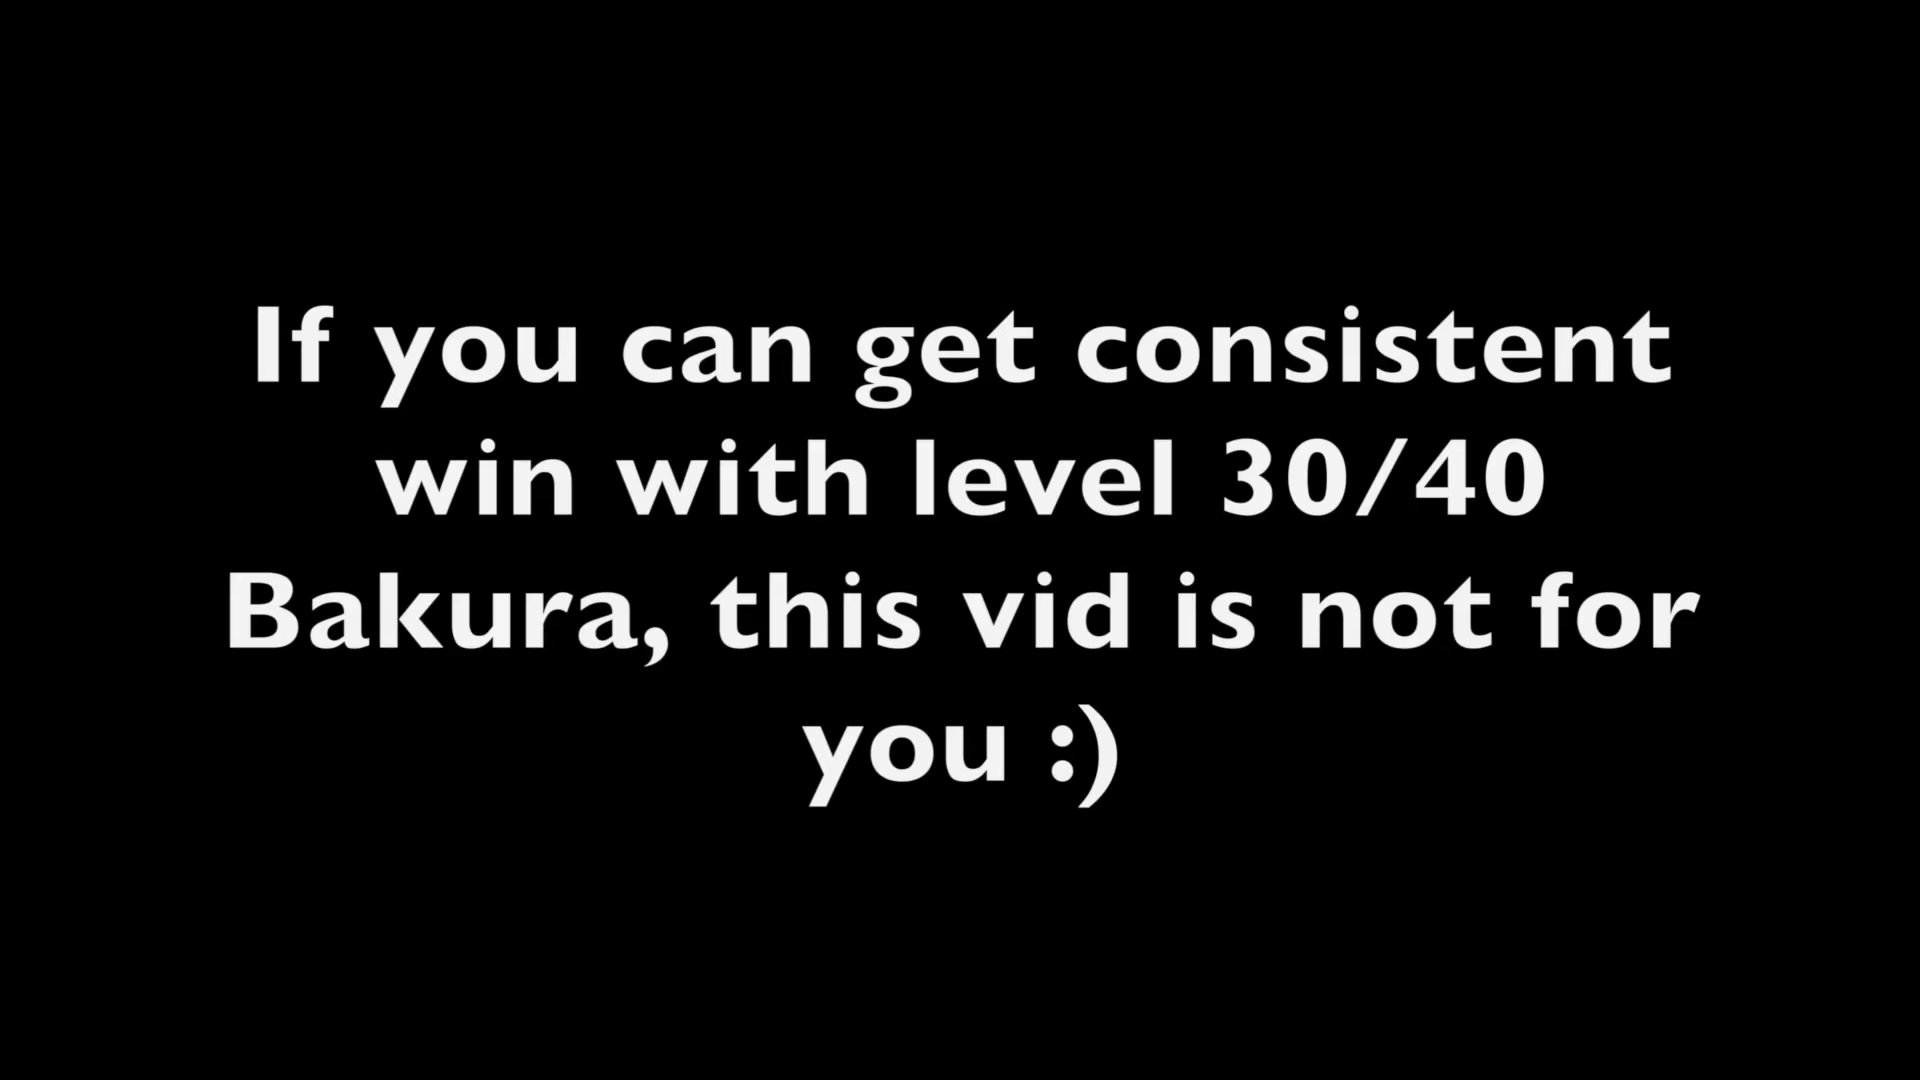 If you can get consistent
win with level 30/40
Bakura, this vid is not for
you :)